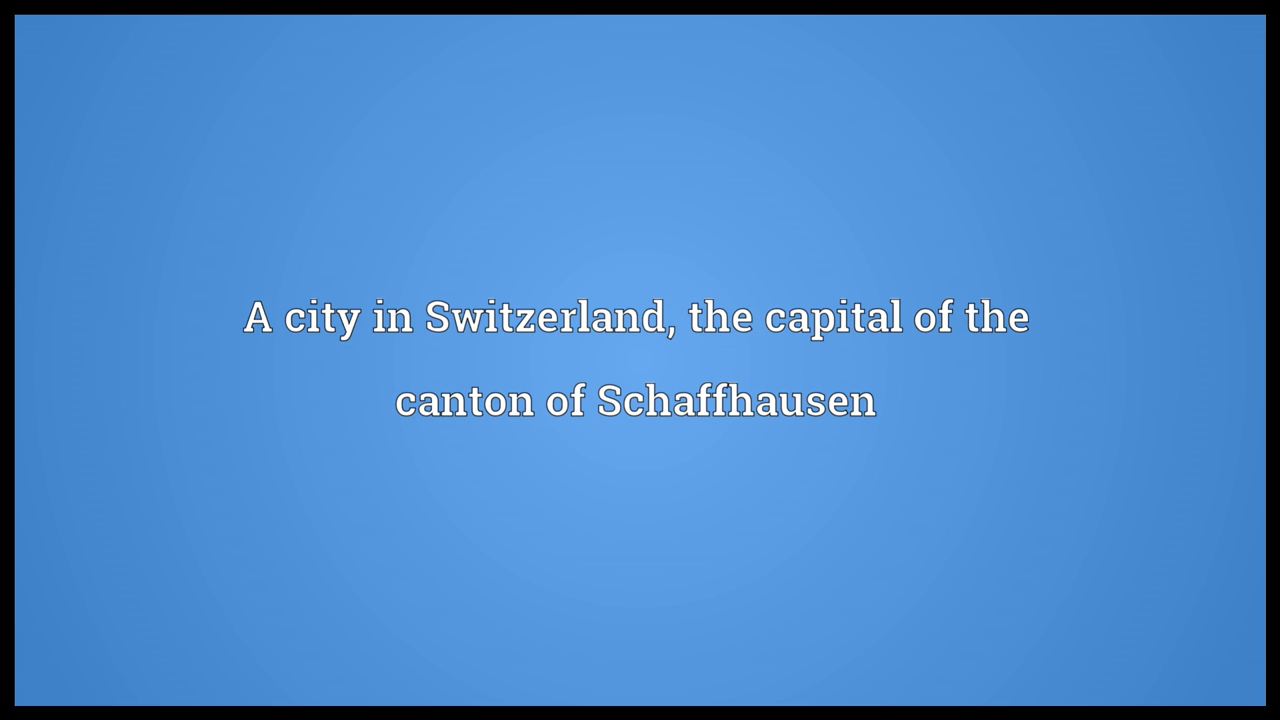 A city in Switzerland, the capital of the
canton of Schaffhausen